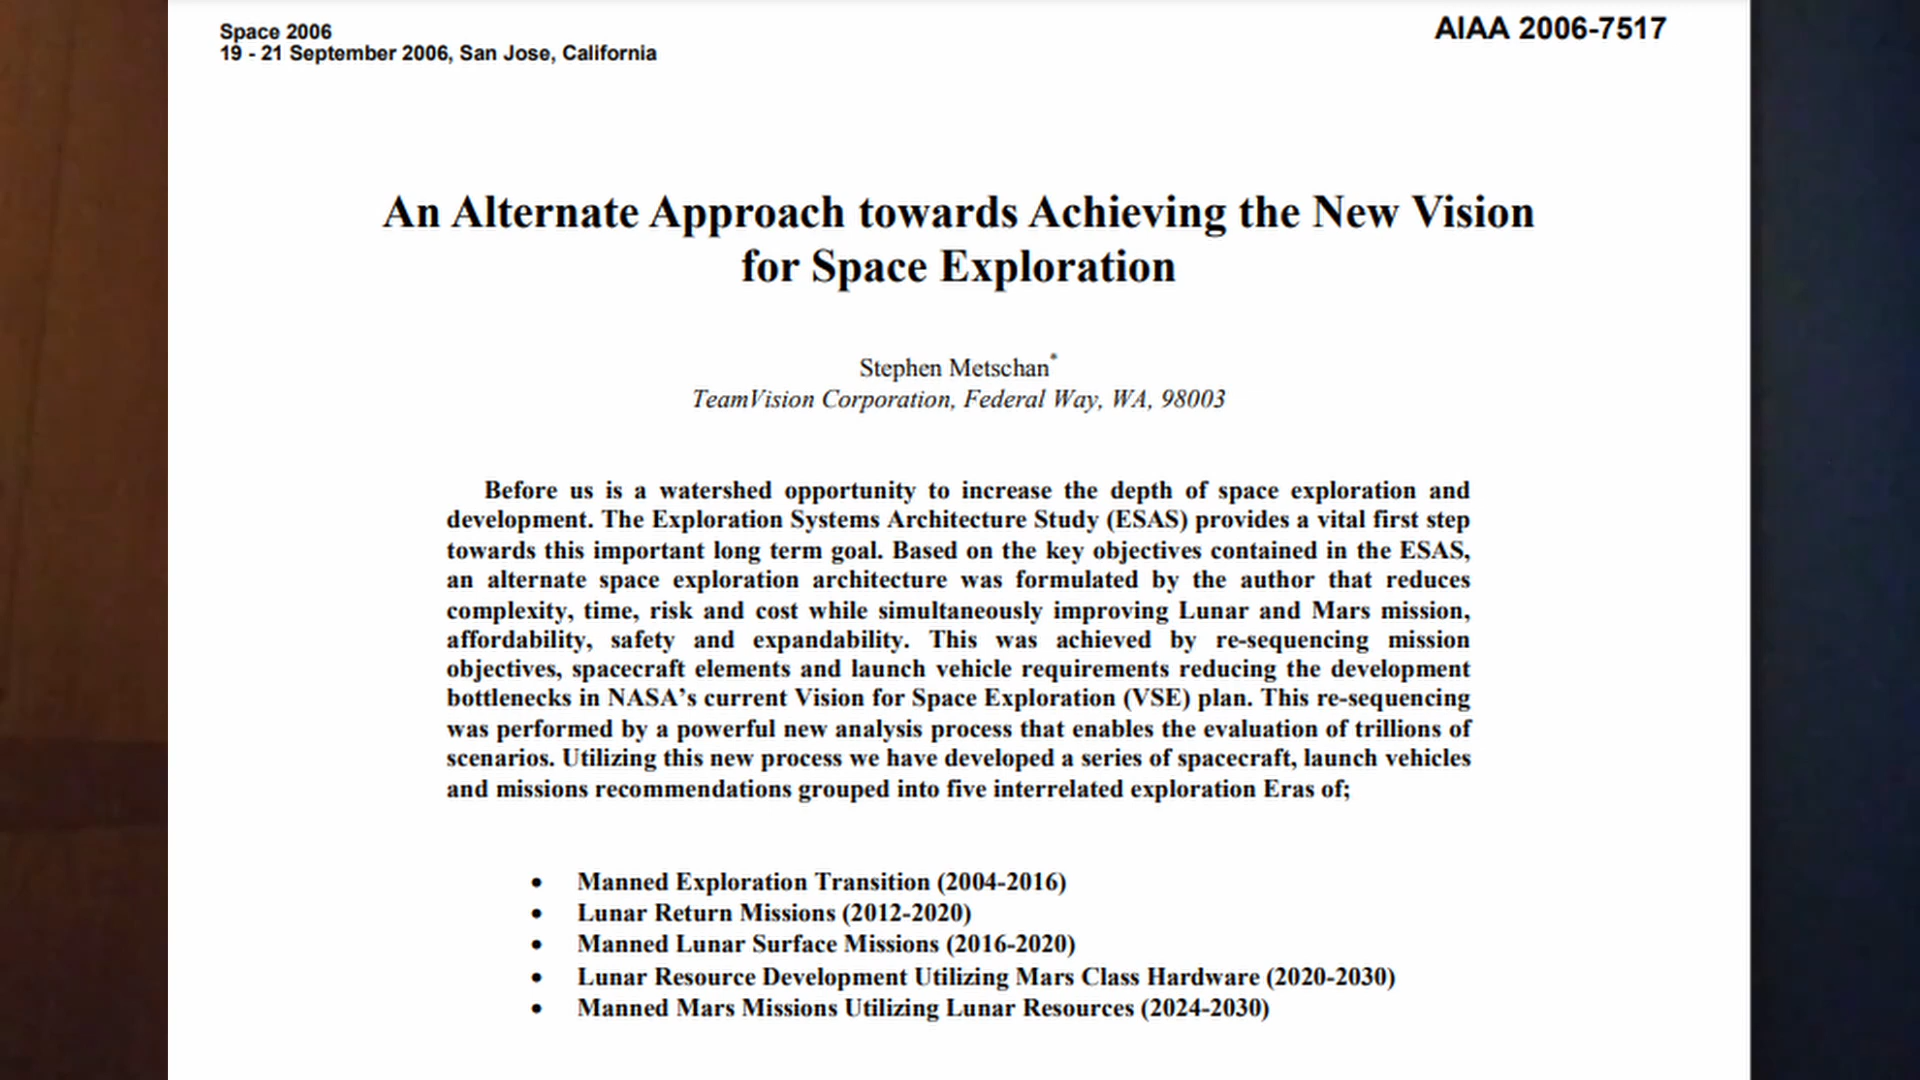 Space 2006
19 - 21 September 2006, San Jose, California
AIAA 2006-7517
An Alternate Approach towards Achieving the New Vision
for Space Exploration
Stephen Metschan*
TeamVision Corporation, Federal Way, WA, 98003
Before us is a watershed opportunity to increase the depth of space exploration and
development. The Exploration Systems Architecture Study (ESAS) provides a vital first step
towards this important long term goal. Based on the key objectives contained in the ESAS,
an alternate space exploration architecture was formulated by the author that reduces
complexity, time, risk and cost while simultaneously improving Lunar and Mars mission,
affordability, safety and expandability. This was achieved by re-sequencing mission
objectives, spacecraft elements and launch vehicle requirements reducing the development
bottlenecks in NASA's current Vision for Space Exploration (VSE) plan. This re-sequencing
was performed by a powerful new analysis process that enables the evaluation of trillions of
scenarios. Utilizing this new process we have developed a series of spacecraft, launch vehicles
and missions recommendations grouped into five interrelated exploration Eras of;
• Manned Exploration Transition (2004-2016)
• Lunar Return Missions (2012-2020)
• Manned Lunar Surface Missions (2016-2020)
• Lunar Resource Development Utilizing Mars Class Hardware (2020-2030)
• Manned Mars Missions Utilizing Lunar Resources (2024-2030)